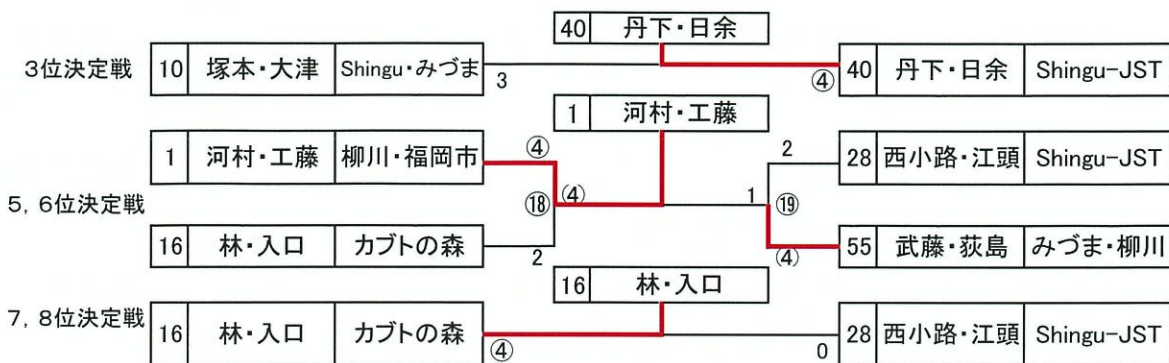 40 丹下・日余
3位決定戦 10 塚本・大津 Shingu・みづま 3 ④ 40 丹下・日余 Shingu-JST
1 河村・工藤
1 河村・工藤 柳川・福岡市 ④ 2 28 西小路・江頭 Shingu-JST
5, 6位決定戦 ⑱ ④ 1 ⑲
16 林・入口 カブトの森 2 ④ 55 武藤・荻島 みづま・柳川
16 林・入口
7, 8位決定戦 16 林・入口 カブトの森 ④ 0 28 西小路・江頭 Shingu-JST